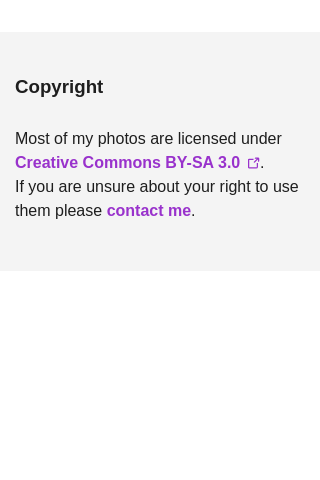 Copyright
Most of my photos are licensed under
Creative Commons BY-SA 3.0 .
If you are unsure about your right to use
them please contact me.